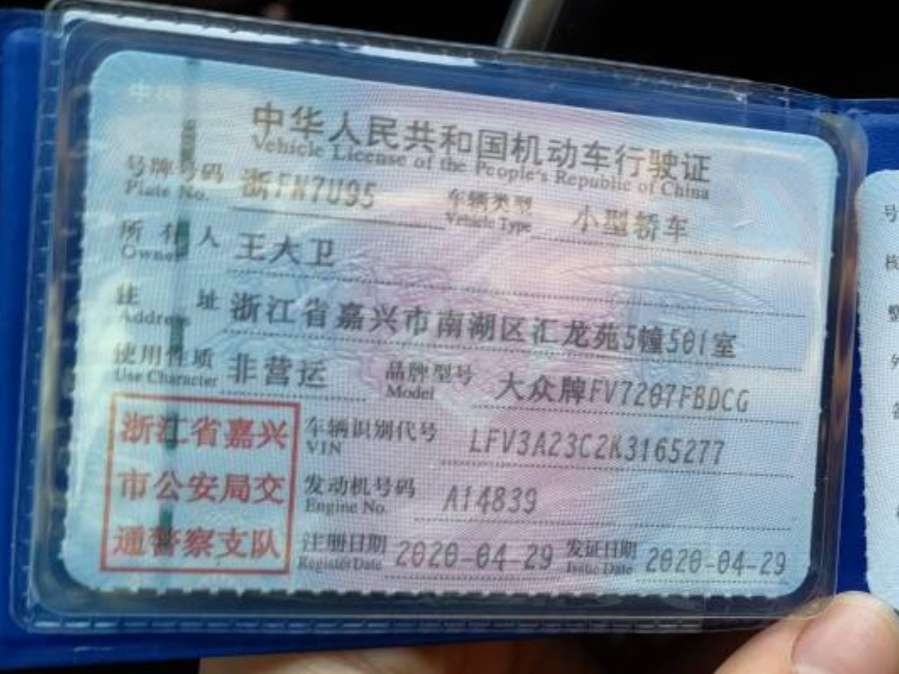 中华人民共和国机动车行驶证
Vehicle License of the People's Republic of China
号牌号码 浙FN7U95 车辆类型 小型轿车
Plate No. Vehicle Type
所有人 王大卫
Owner
住址 浙江省嘉兴市南湖区汇龙苑5幢501室
Address
使用性质 非营运 品牌型号 大众牌FV7207FBDCG
Use Character Model
浙江省嘉兴
市公安局交
通警察支队
车辆识别代号 LFV3A23C2K3165277
VIN
发动机号码 A14839
Engine No.
注册日期 2020-04-29 发证日期 2020-04-29
Register Date Issue Date
号
核